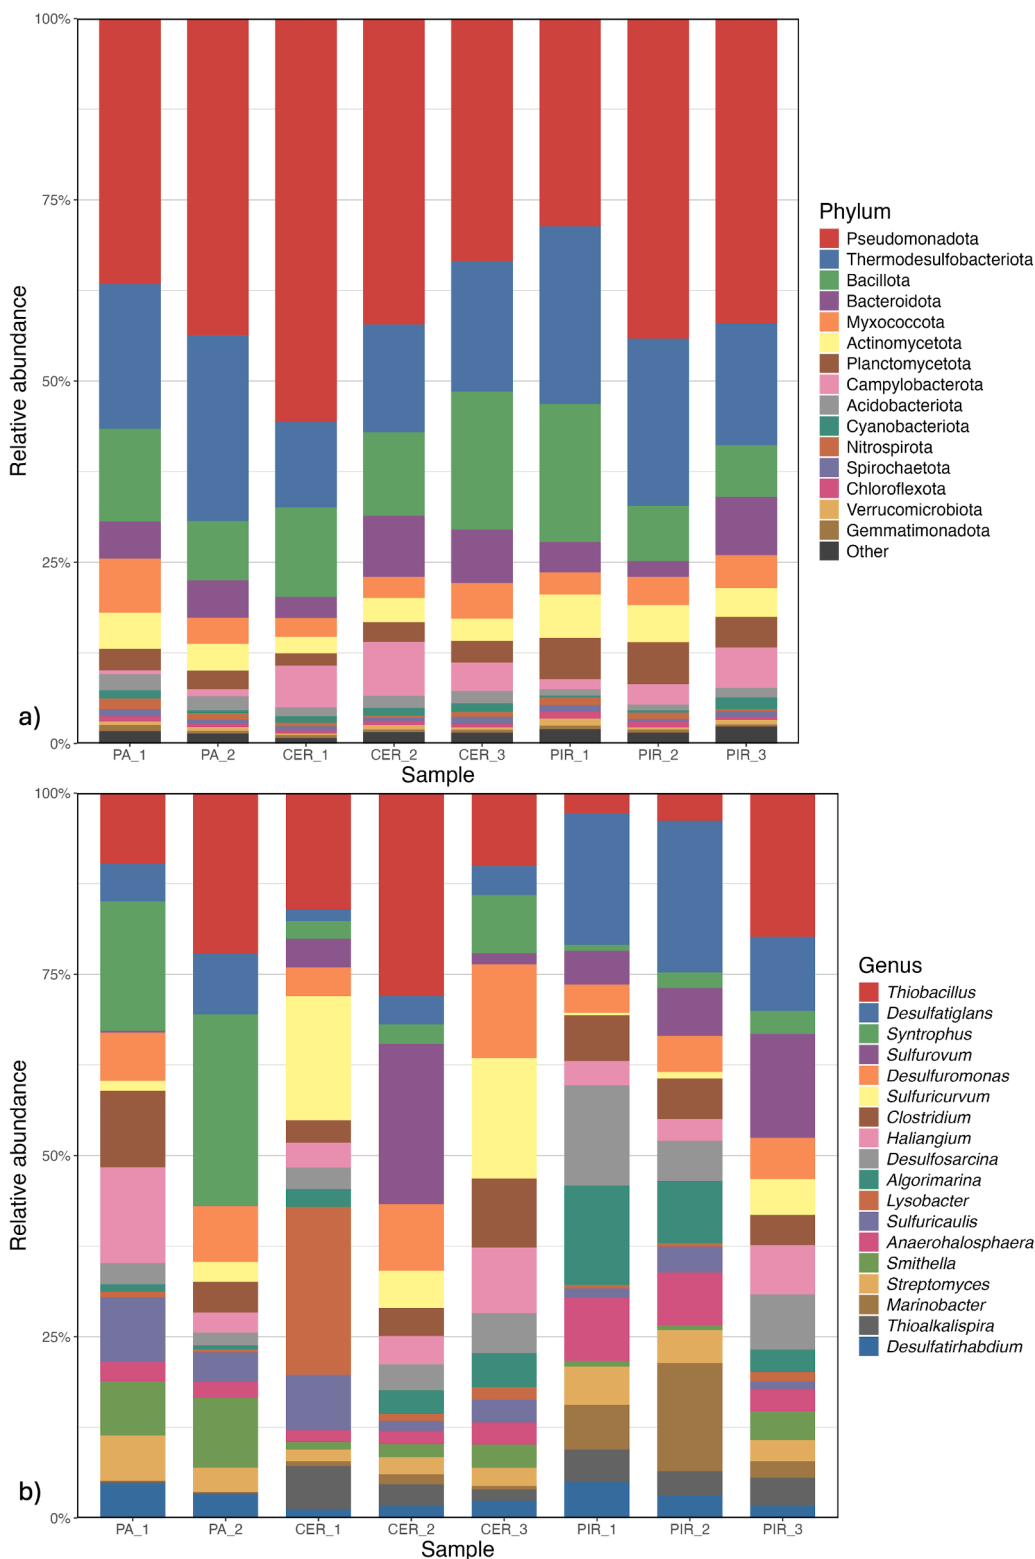 100%
75%
50%
25%
0%
Relative abundance
a)
PA_1 PA_2 CER_1 CER_2 CER_3 PIR_1 PIR_2 PIR_3
Sample
Phylum
Pseudomonadota
Thermodesulfobacteriota
Bacillota
Bacteroidota
Myxococcota
Actinomycetota
Planctomycetota
Campylobacterota
Acidobacteriota
Cyanobacteriota
Nitrospirota
Spirochaetota
Chloroflexota
Verrucomicrobiota
Gemmatimonadota
Other
100%
75%
50%
25%
0%
Relative abundance
b)
PA_1 PA_2 CER_1 CER_2 CER_3 PIR_1 PIR_2 PIR_3
Sample
Genus
Thiobacillus
Desulfatiglans
Syntrophus
Sulfurovum
Desulfuromonas
Sulfuricurvum
Clostridium
Haliangium
Desulfosarcina
Algorimarina
Lysobacter
Sulfuricaulis
Anaerohalosphaera
Smithella
Streptomyces
Marinobacter
Thioalkalispira
Desulfatirhabdium